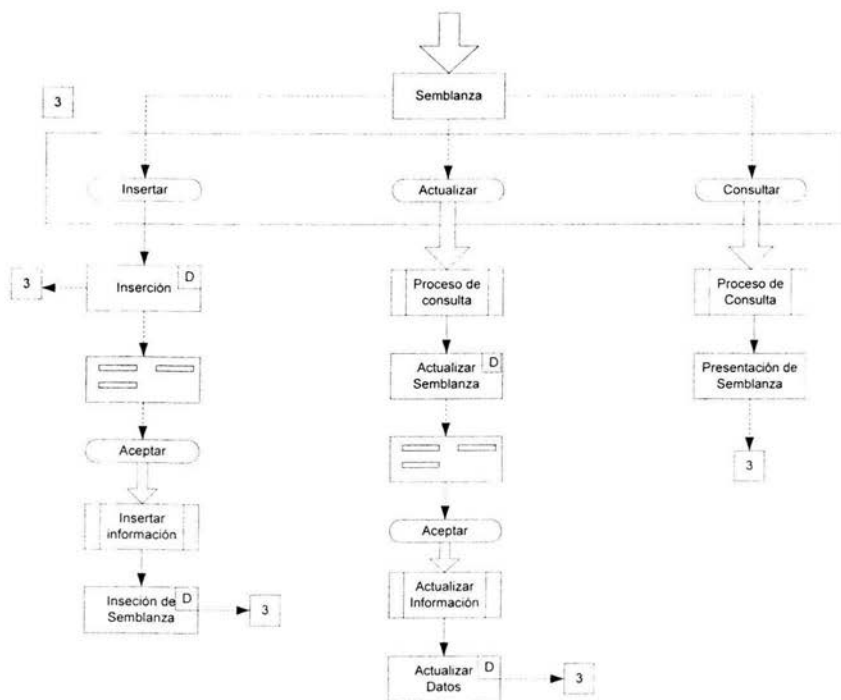 Semblanza
3
Insertar
Actualizar
Consultar
3
Inserción
D
Proceso de
consulta
Proceso de
Consulta
Actualizar
Semblanza
D
Presentación de
Semblanza
Aceptar
3
Insertar
información
Aceptar
Inseción de
Semblanza
D
3
Actualizar
Información
Actualizar
Datos
D
3